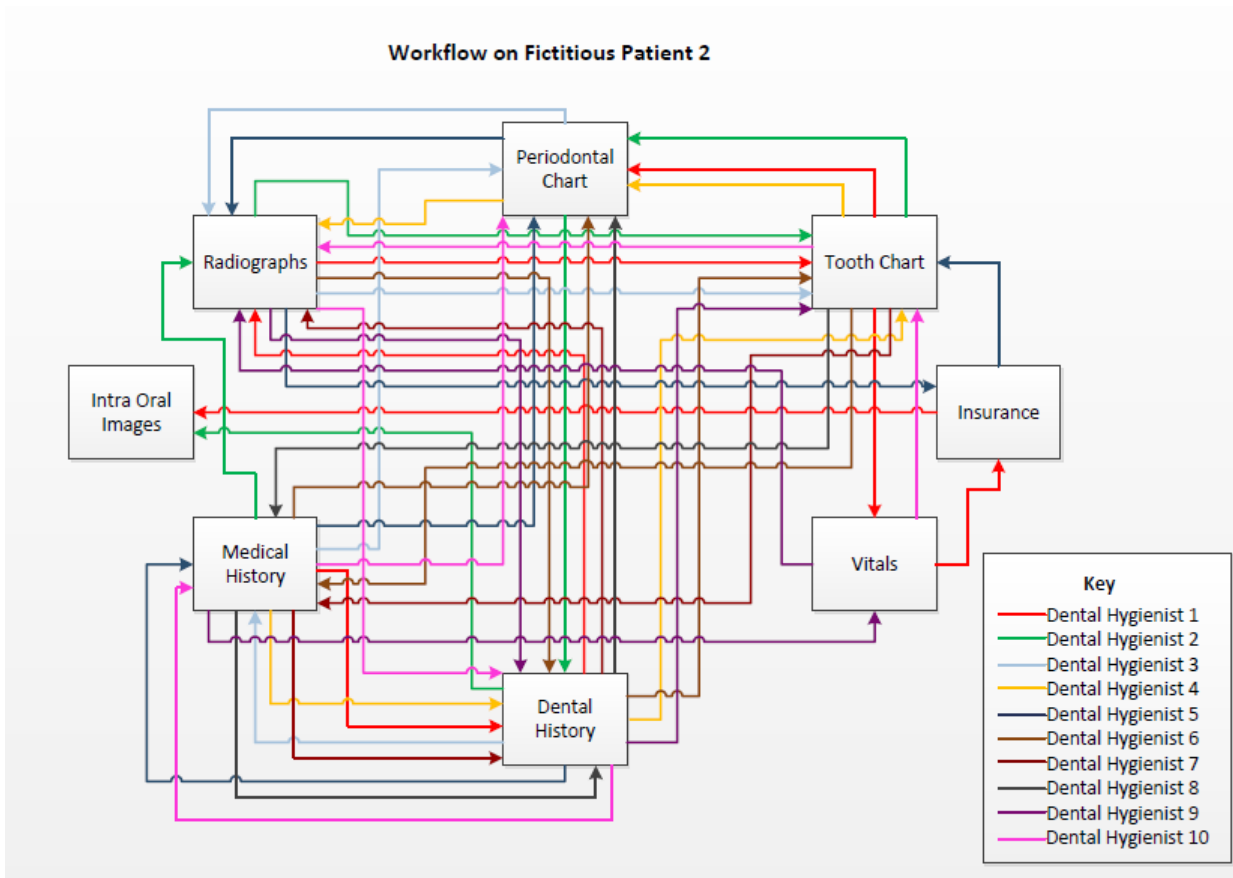 Workflow on Fictitious Patient 2
Periodontal
Chart
Radiographs
Tooth Chart
Intra Oral
Images
Insurance
Medical
History
Vitals
Dental
History
Key
Dental Hygienist 1
Dental Hygienist 2
Dental Hygienist 3
Dental Hygienist 4
Dental Hygienist 5
Dental Hygienist 6
Dental Hygienist 7
Dental Hygienist 8
Dental Hygienist 9
Dental Hygienist 10